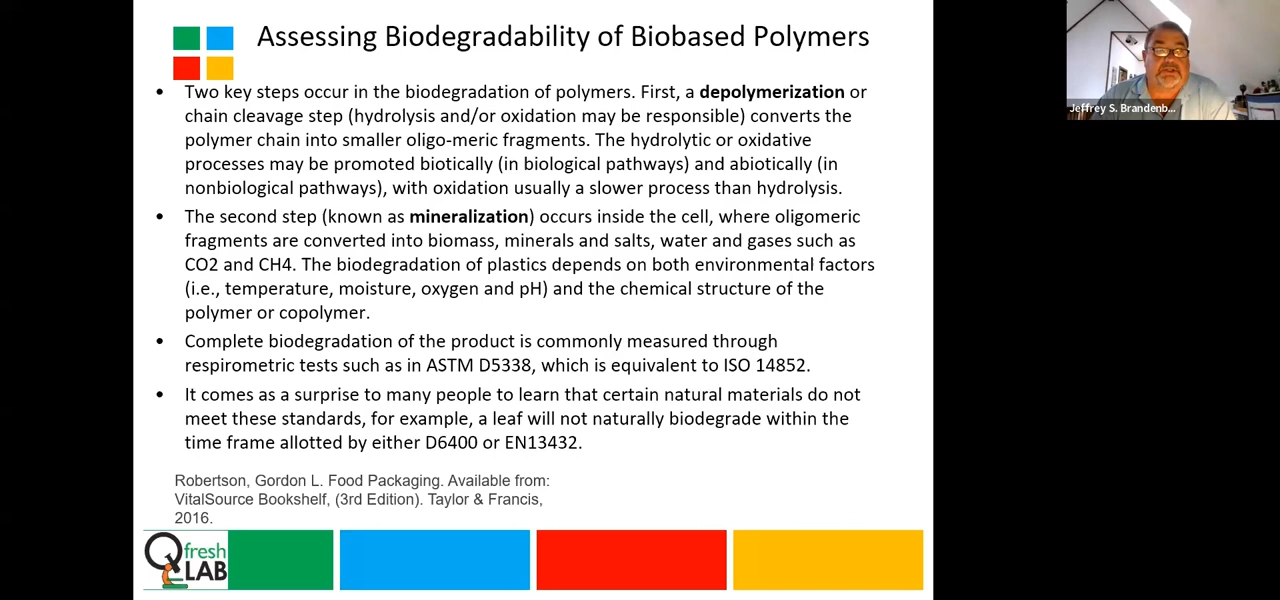 Assessing Biodegradability of Biobased Polymers
• Two key steps occur in the biodegradation of polymers. First, a depolymerization or
chain cleavage step (hydrolysis and/or oxidation may be responsible) converts the
polymer chain into smaller oligo-meric fragments. The hydrolytic or oxidative
processes may be promoted biotically (in biological pathways) and abiotically (in
nonbiological pathways), with oxidation usually a slower process than hydrolysis.
• The second step (known as mineralization) occurs inside the cell, where oligomeric
fragments are converted into biomass, minerals and salts, water and gases such as
CO2 and CH4. The biodegradation of plastics depends on both environmental factors
(i.e., temperature, moisture, oxygen and pH) and the chemical structure of the
polymer or copolymer.
• Complete biodegradation of the product is commonly measured through
respirometric tests such as in ASTM D5338, which is equivalent to ISO 14852.
• It comes as a surprise to many people to learn that certain natural materials do not
meet these standards, for example, a leaf will not naturally biodegrade within the
time frame allotted by either D6400 or EN13432.
Robertson, Gordon L. Food Packaging. Available from:
VitalSource Bookshelf, (3rd Edition). Taylor & Francis,
2016.
Q fresh
LAB
Jeffrey S. Brandenb...